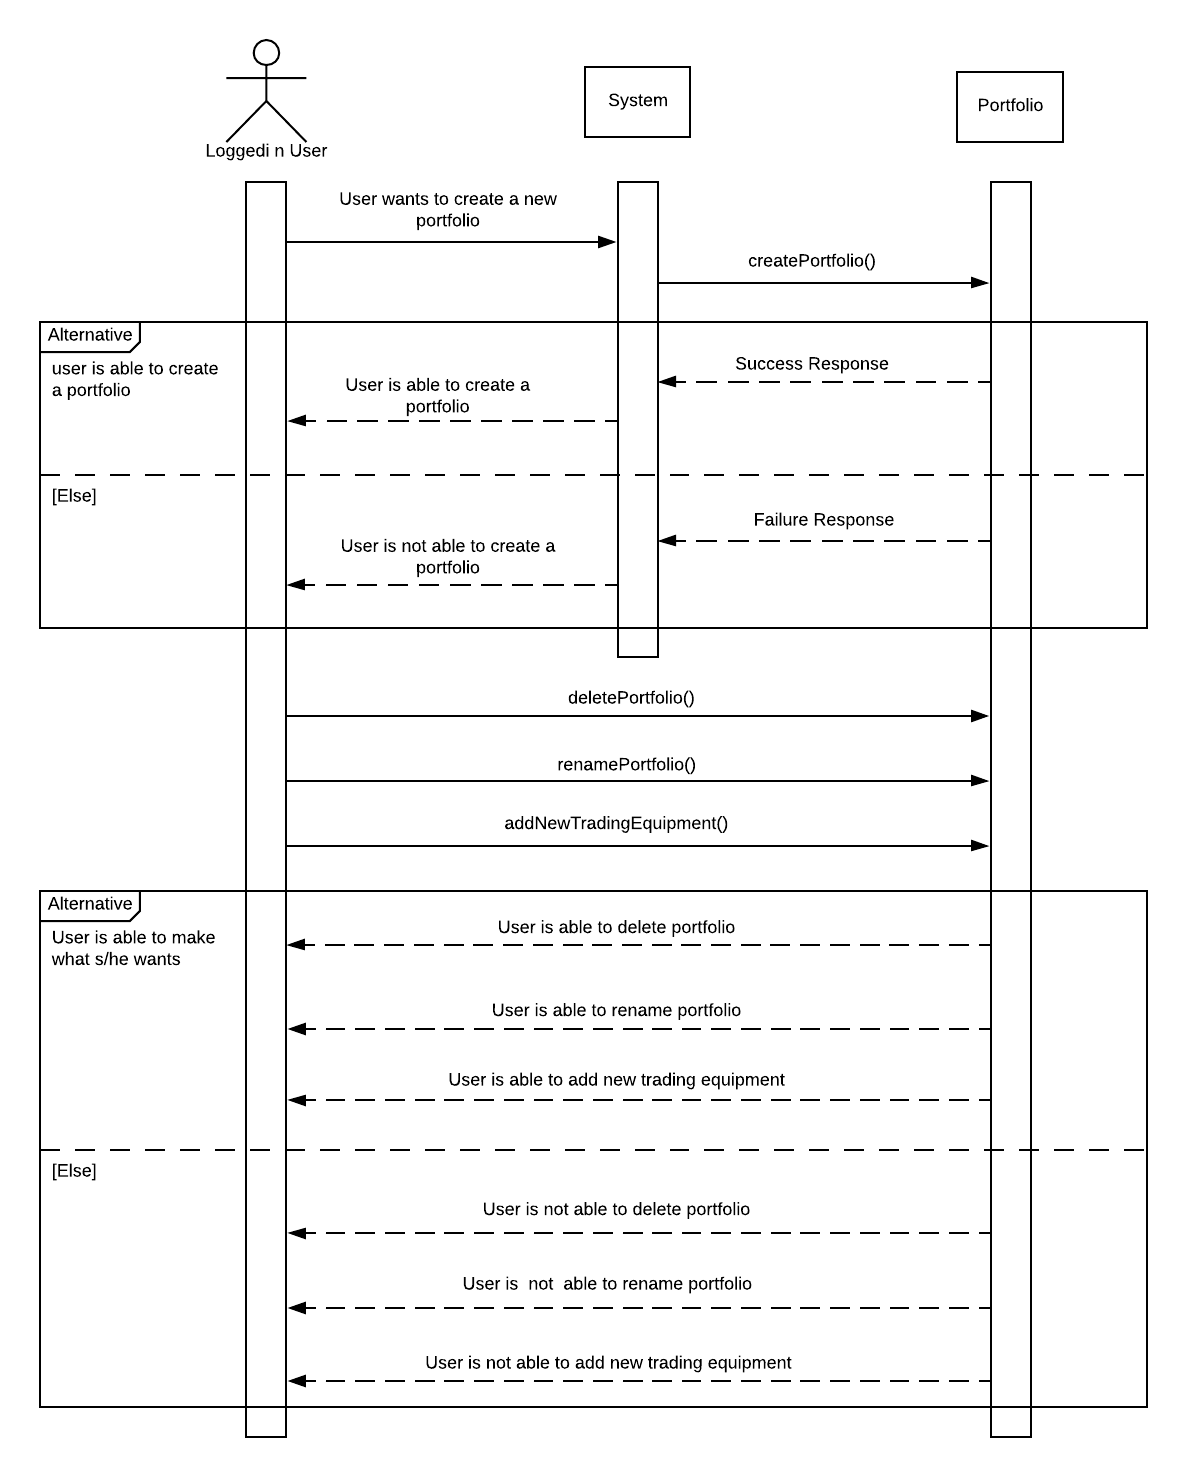 Loggedi n User
System
Portfolio
User wants to create a new
portfolio
createPortfolio()
Alternative
user is able to create
a portfolio
Success Response
User is able to create a
portfolio
[Else]
Failure Response
User is not able to create a
portfolio
deletePortfolio()
renamePortfolio()
addNewTradingEquipment()
Alternative
User is able to make
what s/he wants
User is able to delete portfolio
User is able to rename portfolio
User is able to add new trading equipment
[Else]
User is not able to delete portfolio
User is  not  able to rename portfolio
User is not able to add new trading equipment